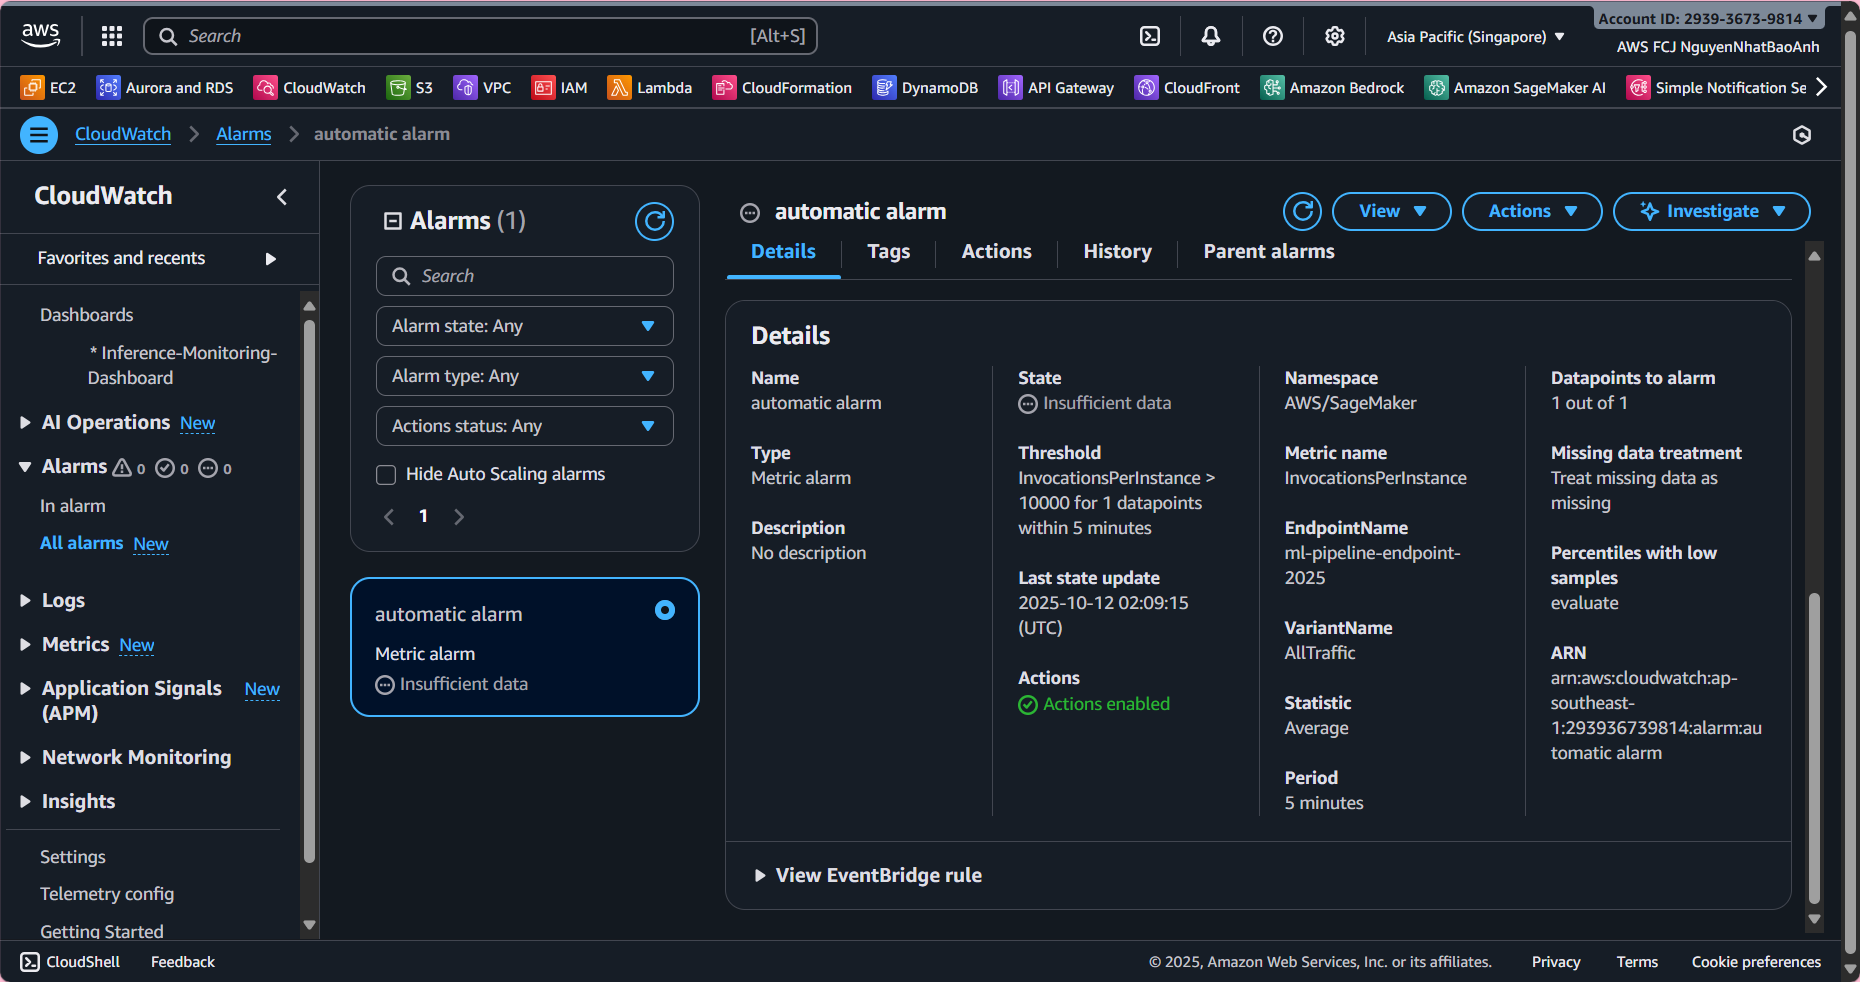 aws
Search
[Alt+S]
Asia Pacific (Singapore)
Account ID: 2939-3673-9814
AWS FCJ NguyenNhatBaoAnh
EC2
Aurora and RDS
CloudWatch
S3
VPC
IAM
Lambda
CloudFormation
DynamoDB
API Gateway
CloudFront
Amazon Bedrock
Amazon SageMaker AI
Simple Notification Se
CloudWatch
Alarms
automatic alarm
CloudWatch
Favorites and recents
Dashboards
* Inference-Monitoring-
Dashboard
AI Operations New
Alarms 0 0 0
In alarm
All alarms New
Logs
Metrics New
Application Signals New
(APM)
Network Monitoring
Insights
Settings
Telemetry config
Getting Started
Alarms (1)
Search
Alarm state: Any
Alarm type: Any
Actions status: Any
Hide Auto Scaling alarms
1
automatic alarm
Metric alarm
Insufficient data
automatic alarm
View
Actions
Investigate
Details
Tags
Actions
History
Parent alarms
Details
Name
automatic alarm
Type
Metric alarm
Description
No description
State
Insufficient data
Threshold
InvocationsPerInstance >
10000 for 1 datapoints
within 5 minutes
Last state update
2025-10-12 02:09:15
(UTC)
Actions
Actions enabled
Namespace
AWS/SageMaker
Metric name
InvocationsPerInstance
EndpointName
ml-pipeline-endpoint-
2025
VariantName
AllTraffic
Statistic
Average
Period
5 minutes
Datapoints to alarm
1 out of 1
Missing data treatment
Treat missing data as
missing
Percentiles with low
samples
evaluate
ARN
arn:aws:cloudwatch:ap-
southeast-
1:293936739814:alarm:au
tomatic alarm
View EventBridge rule
CloudShell
Feedback
© 2025, Amazon Web Services, Inc. or its affiliates.
Privacy
Terms
Cookie preferences